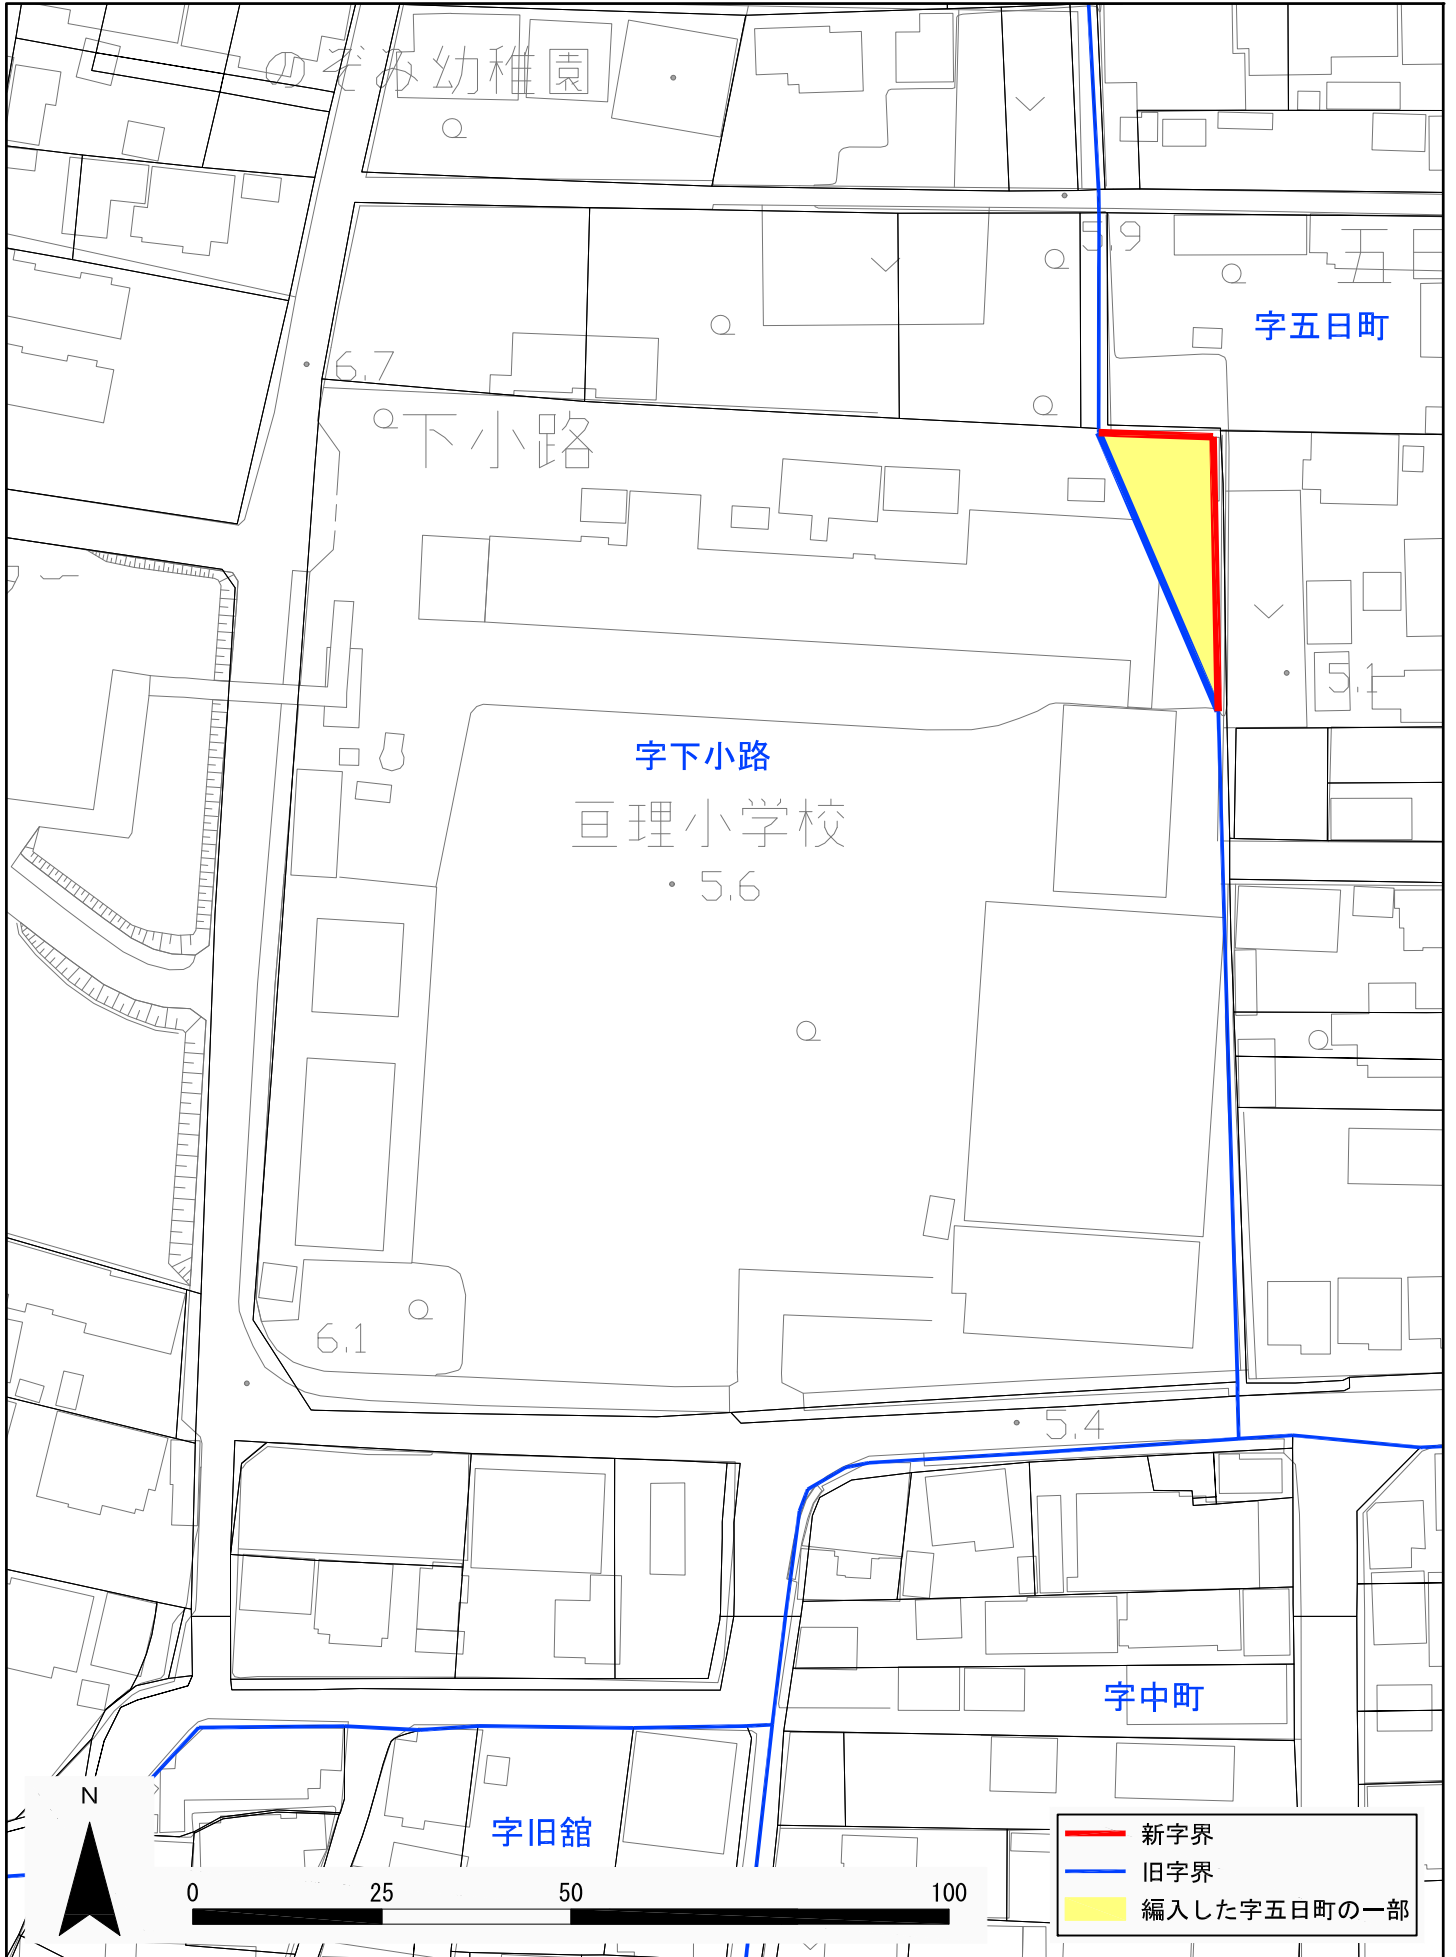 のぞみ幼稚園
5.9
五日
字五日町
6.7
下小路
5.1
字下小路
亘理小学校
5.6
6.1
5.4
字中町
字旧舘
N
0 25 50 100
新字界
旧字界
編入した字五日町の一部